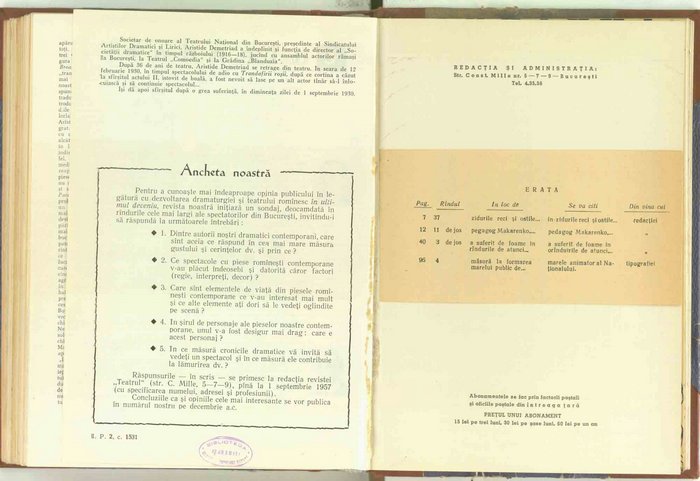 Societar de onoare al Teatrului Național din București, președinte al Sindicatului
Artiștilor Dramatici și Lirici, Aristide Demetriad a îndeplinit și funcția de director al „So-
cietății dramatice" în timpul războiului (1916—18), jucînd cu ansamblul actorilor rămași
la București, la Teatrul „Comoedia" și la Grădina „Blanduzia".
După 36 de ani de teatru, Aristide Demetriad se retrage din teatru. În seara de 12
februarie 1930, în timpul spectacolului de adio cu Trandafirii roșii, după ce cortina a căzut
la sfîrșitul actului II, istovit de boală, a fost nevoit să lase pe un alt actor tînăr să-l înlo-
cuiască și să continue spectacolul...
Își dă apoi sfîrșitul după o grea suferință, în dimineața zilei de 1 septembrie 1930.
Ancheta noastră
Pentru a cunoaște mai îndeaproape opinia publicului în le-
gătură cu dezvoltarea dramaturgiei și teatrului romînesc în ulti-
mul deceniu, revista noastră inițiază un sondaj, deocamdată în
rîndurile cele mai largi ale spectatorilor din București, invitîndu-i
să răspundă la următoarele întrebări :
◆ 1. Dintre autorii noștri dramatici contemporani, care
sînt aceia ce răspund în cea mai mare măsură
gustului și cerințelor dv. și prin ce ?
◆ 2. Ce spectacole cu piese romînești contemporane
v-au plăcut îndeosebi și datorită căror factori
(regie, interpreți, decor) ?
◆ 3. Care sînt elementele de viață din piesele romî-
nești contemporane ce v-au interesat mai mult
și ce alte elemente ați dori să le vedeți oglindite
pe scenă ?
◆ 4. În șirul de personaje ale pieselor noastre contem-
porane, unul v-a fost desigur mai drag : care e
acest personaj ?
◆ 5. În ce măsură cronicile dramatice vă invită să
vedeți un spectacol și în ce măsură ele contribuie
la lămurirea dv. ?
Răspunsurile — în scris — se primesc la redacția revistei
„Teatrul" (str. C. Mille, 5—7—9), pînă la 1 septembrie 1957
(cu specificarea numelui, adresei și profesiunii).
Concluziile ca și opiniile cele mai interesante se vor publica
în numărul nostru pe decembrie a.c.
I. P. 2, c. 1531
BIBLIOTECA
REDACȚIA ȘI ADMINISTRAȚIA:
Str. Const. Mille nr. 5—7—9—București
Tel. 4.35.58
ERATA
Pag. Rîndul In loc de Se va citi Din vina cui
7 37 zidurile reci și ostile... în zidurile reci și ostile... redacției
12 11 de jos pegagog Makarenko,... pedagog Makarenko,... "
40 3 de jos a suferit de foame în rîndurile de atunci... a suferit de foame în orînduirile de atunci... "
96 4 măsură la formarea marelui public de... marele animator al Naționalului. tipografiei
Abonamentele se fac prin factorii poștali
și oficiile poștale din întreaga țară
PREȚUL UNUI ABONAMENT
15 lei pe trei luni, 30 lei pe șase luni, 60 lei pe un an